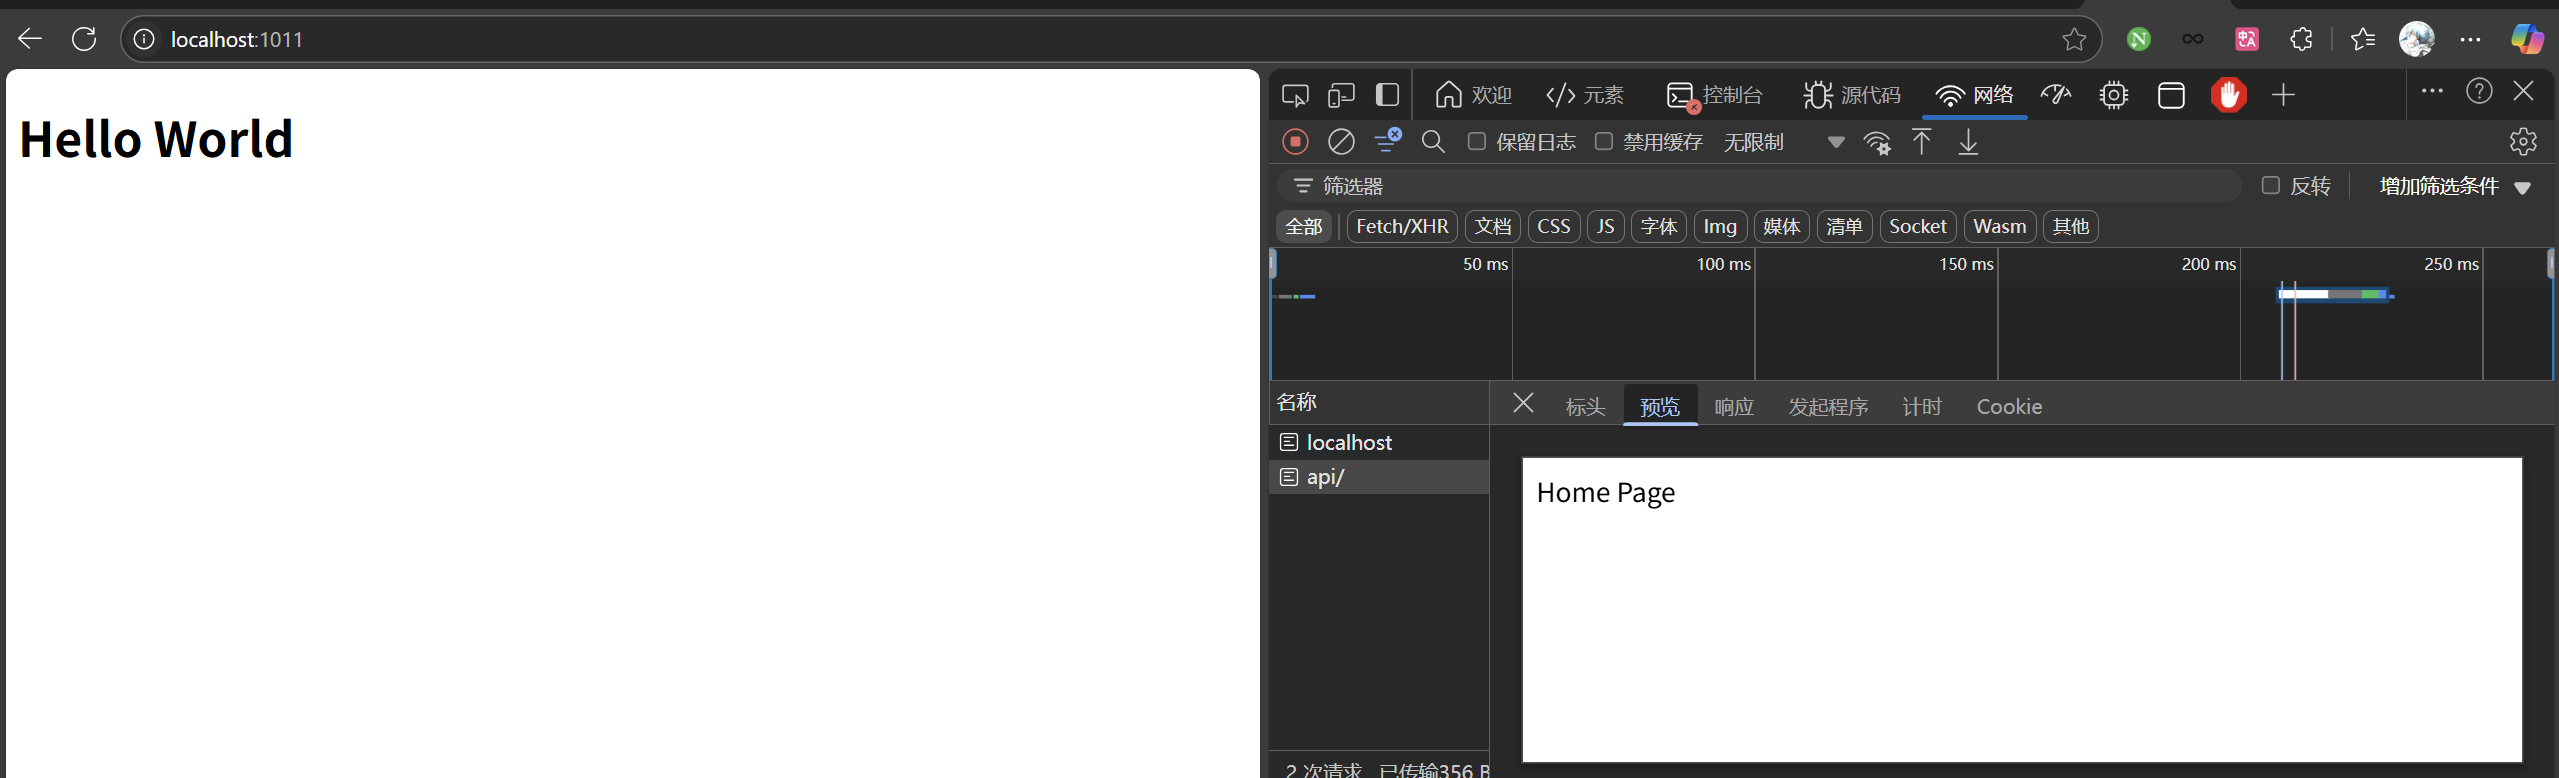 localhost:1011
Hello World
欢迎
元素
控制台
源代码
网络
保留日志
禁用缓存
无限制
筛选器
反转
增加筛选条件
全部
Fetch/XHR
文档
CSS
JS
字体
Img
媒体
清单
Socket
Wasm
其他
50 ms
100 ms
150 ms
200 ms
250 ms
名称
标头
预览
响应
发起程序
计时
Cookie
localhost
api/
Home Page
2 次请求
已传输356 B